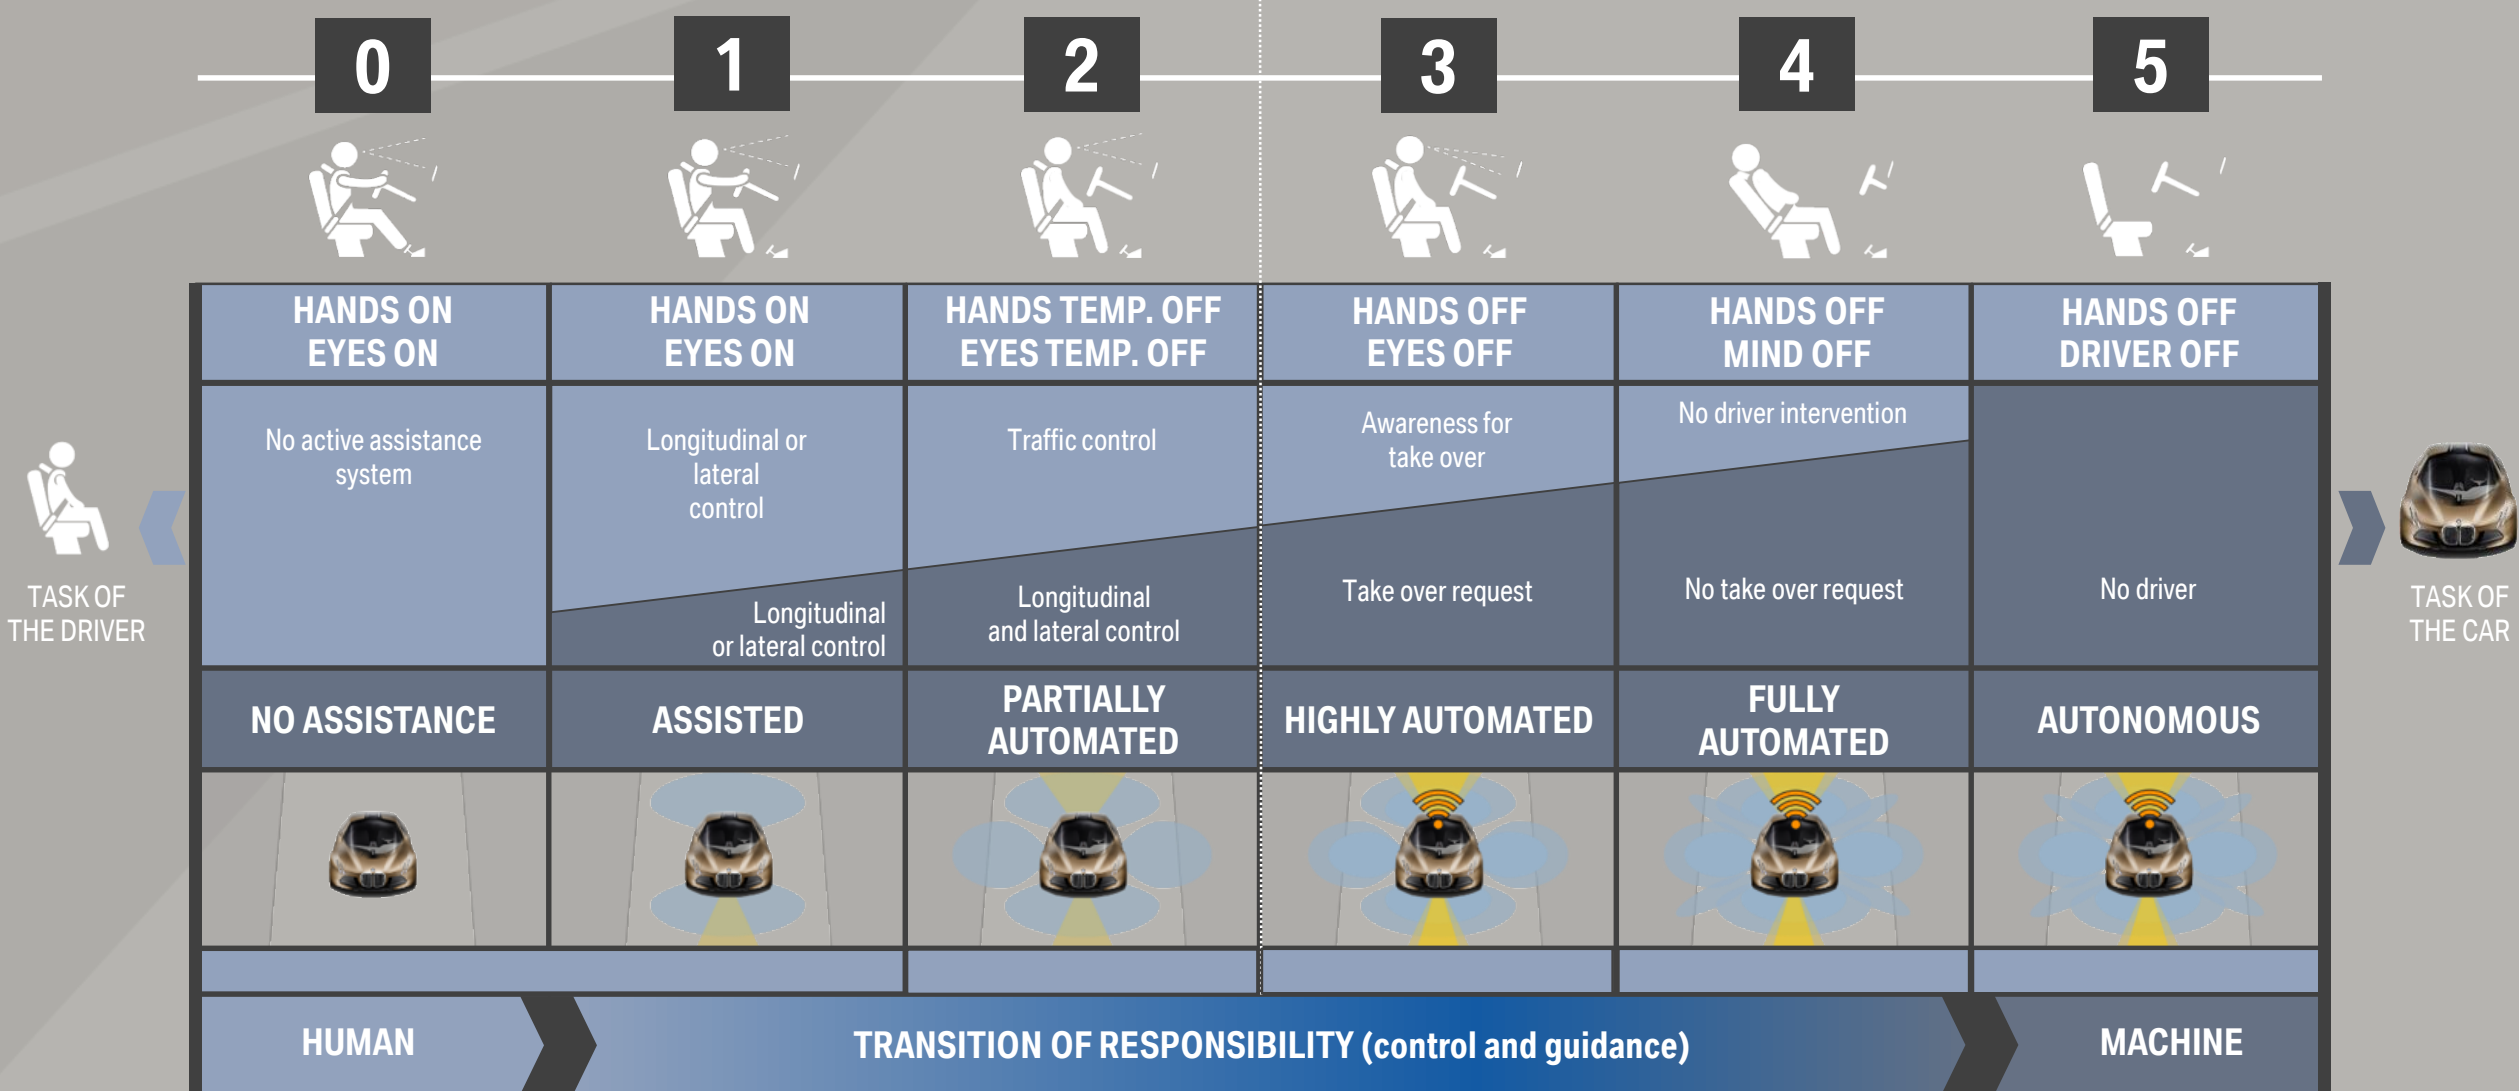 0
1
2
3
4
5
HANDS ON
EYES ON
HANDS ON
EYES ON
HANDS TEMP. OFF
EYES TEMP. OFF
HANDS OFF
EYES OFF
HANDS OFF
MIND OFF
HANDS OFF
DRIVER OFF
TASK OF
THE DRIVER
No active assistance
system
Longitudinal or
lateral
control
Traffic control
Awareness for
take over
No driver intervention
Longitudinal
or lateral control
Longitudinal
and lateral control
Take over request
No take over request
No driver
TASK OF
THE CAR
NO ASSISTANCE
ASSISTED
PARTIALLY
AUTOMATED
HIGHLY AUTOMATED
FULLY
AUTOMATED
AUTONOMOUS
HUMAN
TRANSITION OF RESPONSIBILITY (control and guidance)
MACHINE